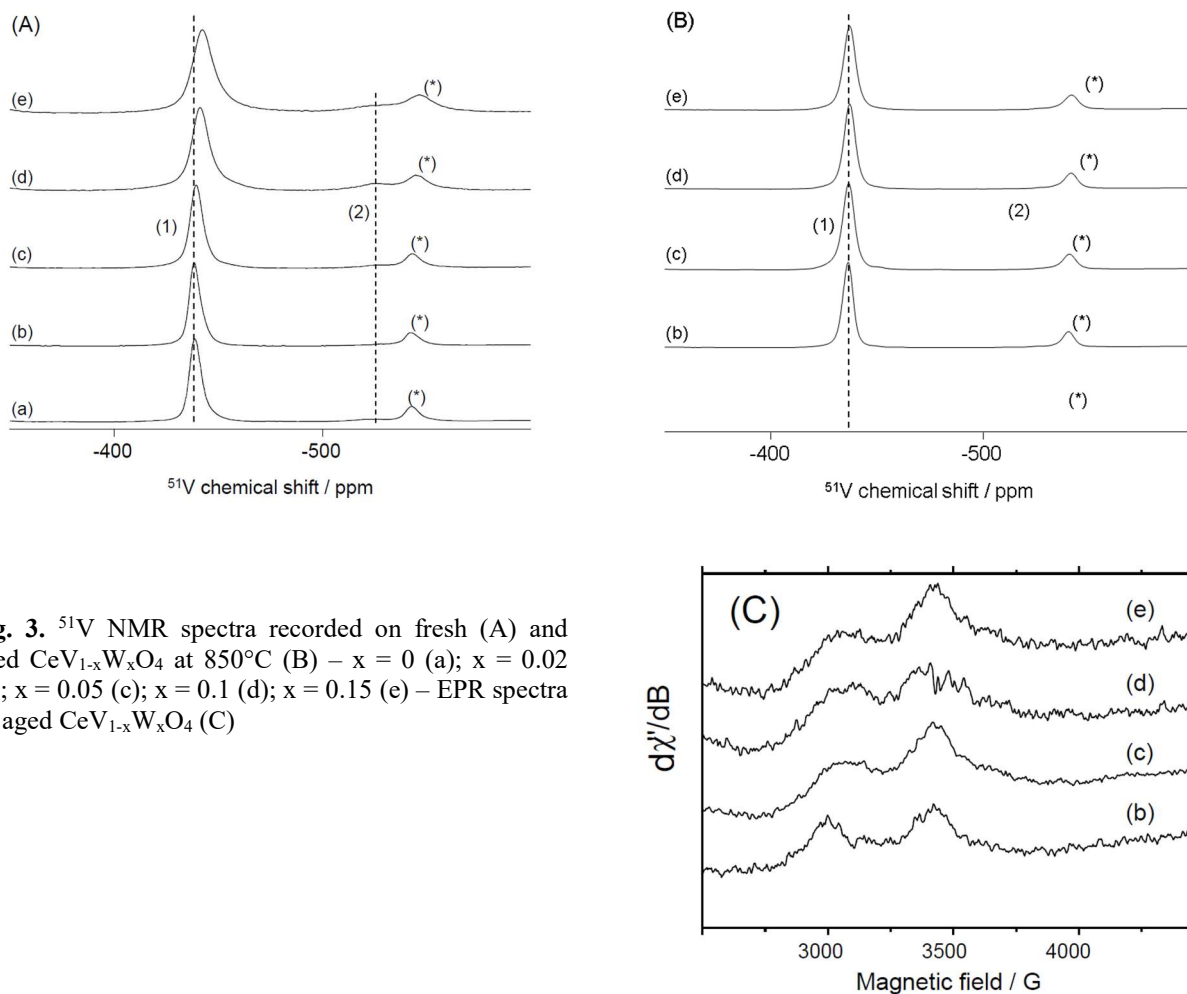 (A)
(e)
(*)
(d)
(*)
(1)
(2)
(c)
(*)
(b)
(*)
(a)
(*)
-400
-500
⁵¹V chemical shift / ppm
(B)
(e)
(*)
(d)
(*)
(1)
(2)
(c)
(*)
(b)
(*)
(*)
-400
-500
⁵¹V chemical shift / ppm
g. 3. ⁵¹V NMR spectra recorded on fresh (A) and
ed CeV₁₋ₓWₓO₄ at 850°C (B) – x = 0 (a); x = 0.02
; x = 0.05 (c); x = 0.1 (d); x = 0.15 (e) – EPR spectra
aged CeV₁₋ₓWₓO₄ (C)
(C)
(e)
(d)
(c)
(b)
dχ"/dB
3000
3500
4000
Magnetic field / G